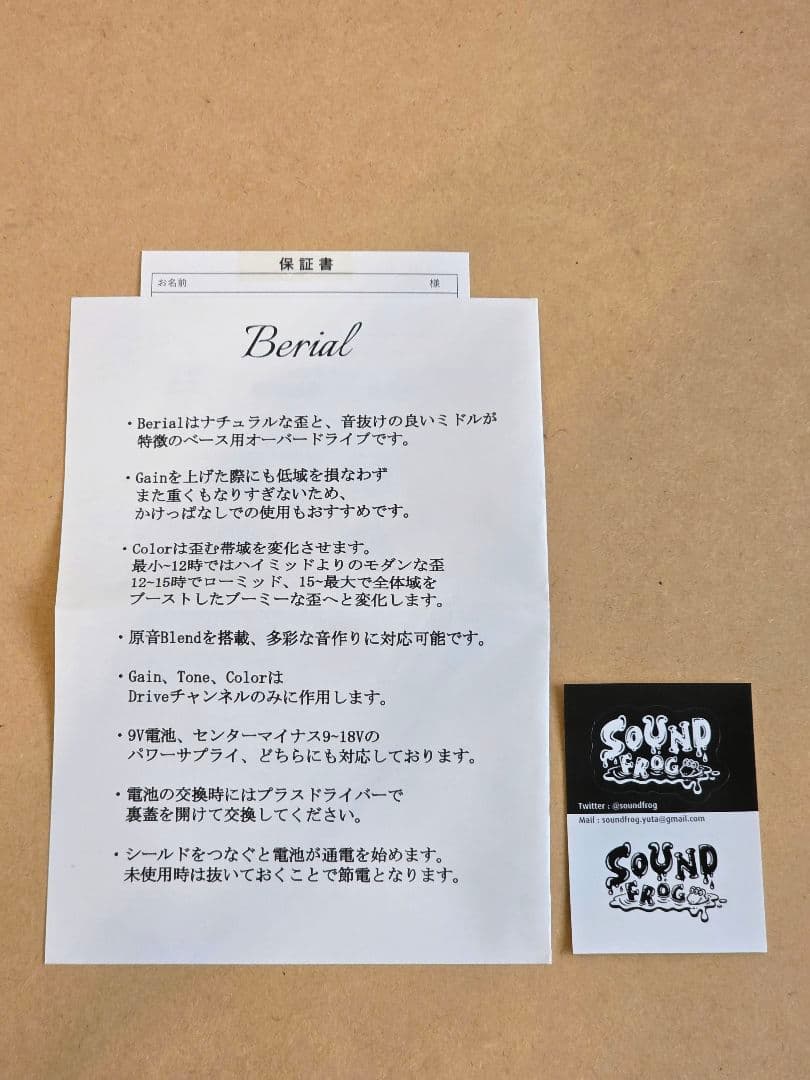 保証書
お名前 様
Berial
・Berialはナチュラルな歪と、音抜けの良いミドルが
特徴のベース用オーバードライブです。
・Gainを上げた際にも低域を損なわず
また重くもなりすぎないため、
かけっぱなしでの使用もおすすめです。
・Colorは歪む帯域を変化させます。
最小~12時ではハイミッドよりのモダンな歪
12~15時でローミッド、15~最大で全体域を
ブーストしたブーミーな歪へと変化します。
・原音Blendを搭載、多彩な音作りに対応可能です。
・Gain、Tone、Colorは
Driveチャンネルのみに作用します。
・9V電池、センターマイナス9~18Vの
パワーサプライ、どちらにも対応しております。
・電池の交換時にはプラスドライバーで
裏蓋を開けて交換してください。
・シールドをつなぐと電池が通電を始めます。
未使用時は抜いておくことで節電となります。
SOUND
FROG
Twitter : @soundfrog
Mail : soundfrog.yuta@gmail.com
SOUND
FROG